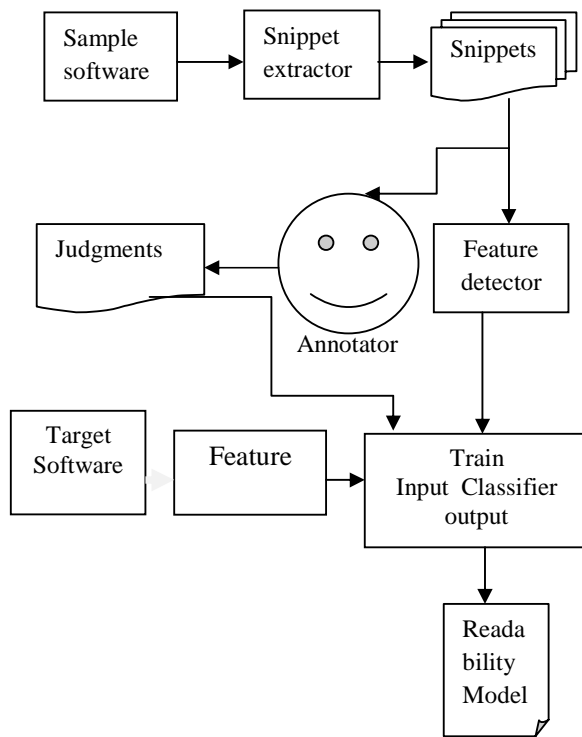 Sample
software
Snippet
extractor
Snippets
Judgments
Annotator
Feature
detector
Target
Software
Feature
Train
Input Classifier
output
Reada
bility
Model